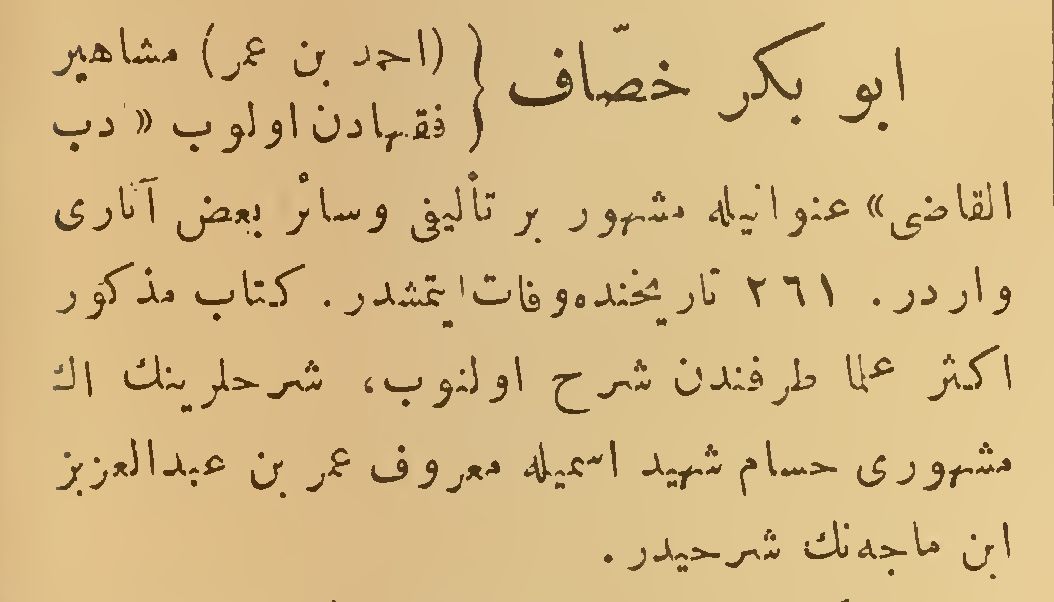 ابو بكر خصّاف { (احمد بن عمر) مشاهير
فقهادن اولوب « دب
القاضى» عنوانيله مشهور بر تأليفى وسائر بعض آثارى
واردر. ٢٦١ تاريخنده وفات ايتمشدر. كتاب مذكور
اكثر علما طرفندن شرح اولنوب، شرحلرينك اڭ
مشهورى حسام شهيد اسميله معروف عمر بن عبدالعزيز
ابن ماجه‌نك شرحيدر.